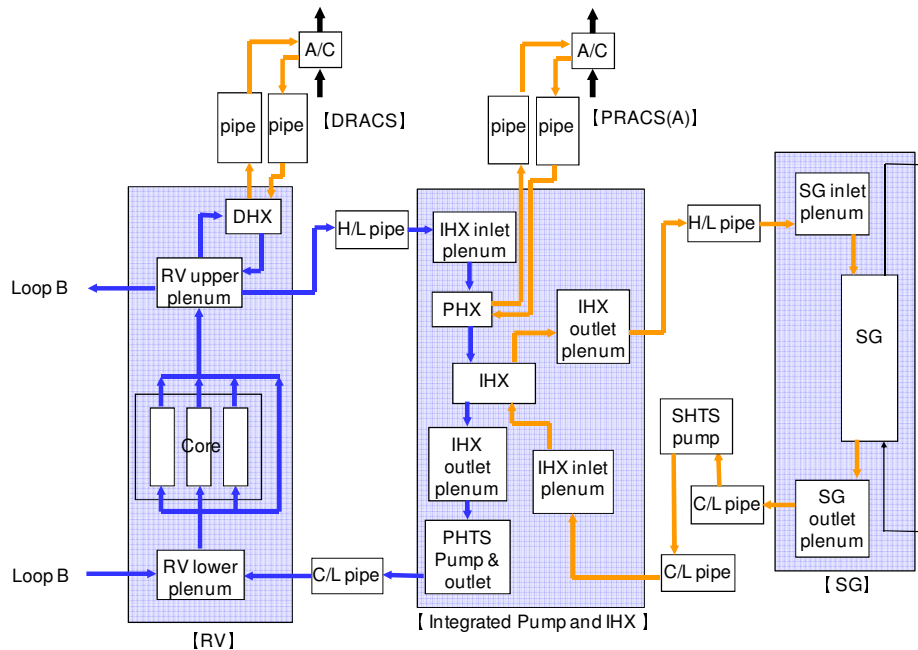 A/C
A/C
pipe
pipe
【DRACS】
pipe
pipe
【PRACS(A)】
DHX
H/L pipe
IHX inlet
plenum
H/L pipe
SG inlet
plenum
Loop B
RV upper
plenum
PHX
IHX
outlet
plenum
SG
IHX
Core
SHTS
pump
IHX
outlet
plenum
IHX inlet
plenum
C/L pipe
SG
outlet
plenum
Loop B
RV lower
plenum
C/L pipe
PHTS
Pump &
outlet
C/L pipe
【RV】
【 Integrated Pump and IHX 】
【 SG】